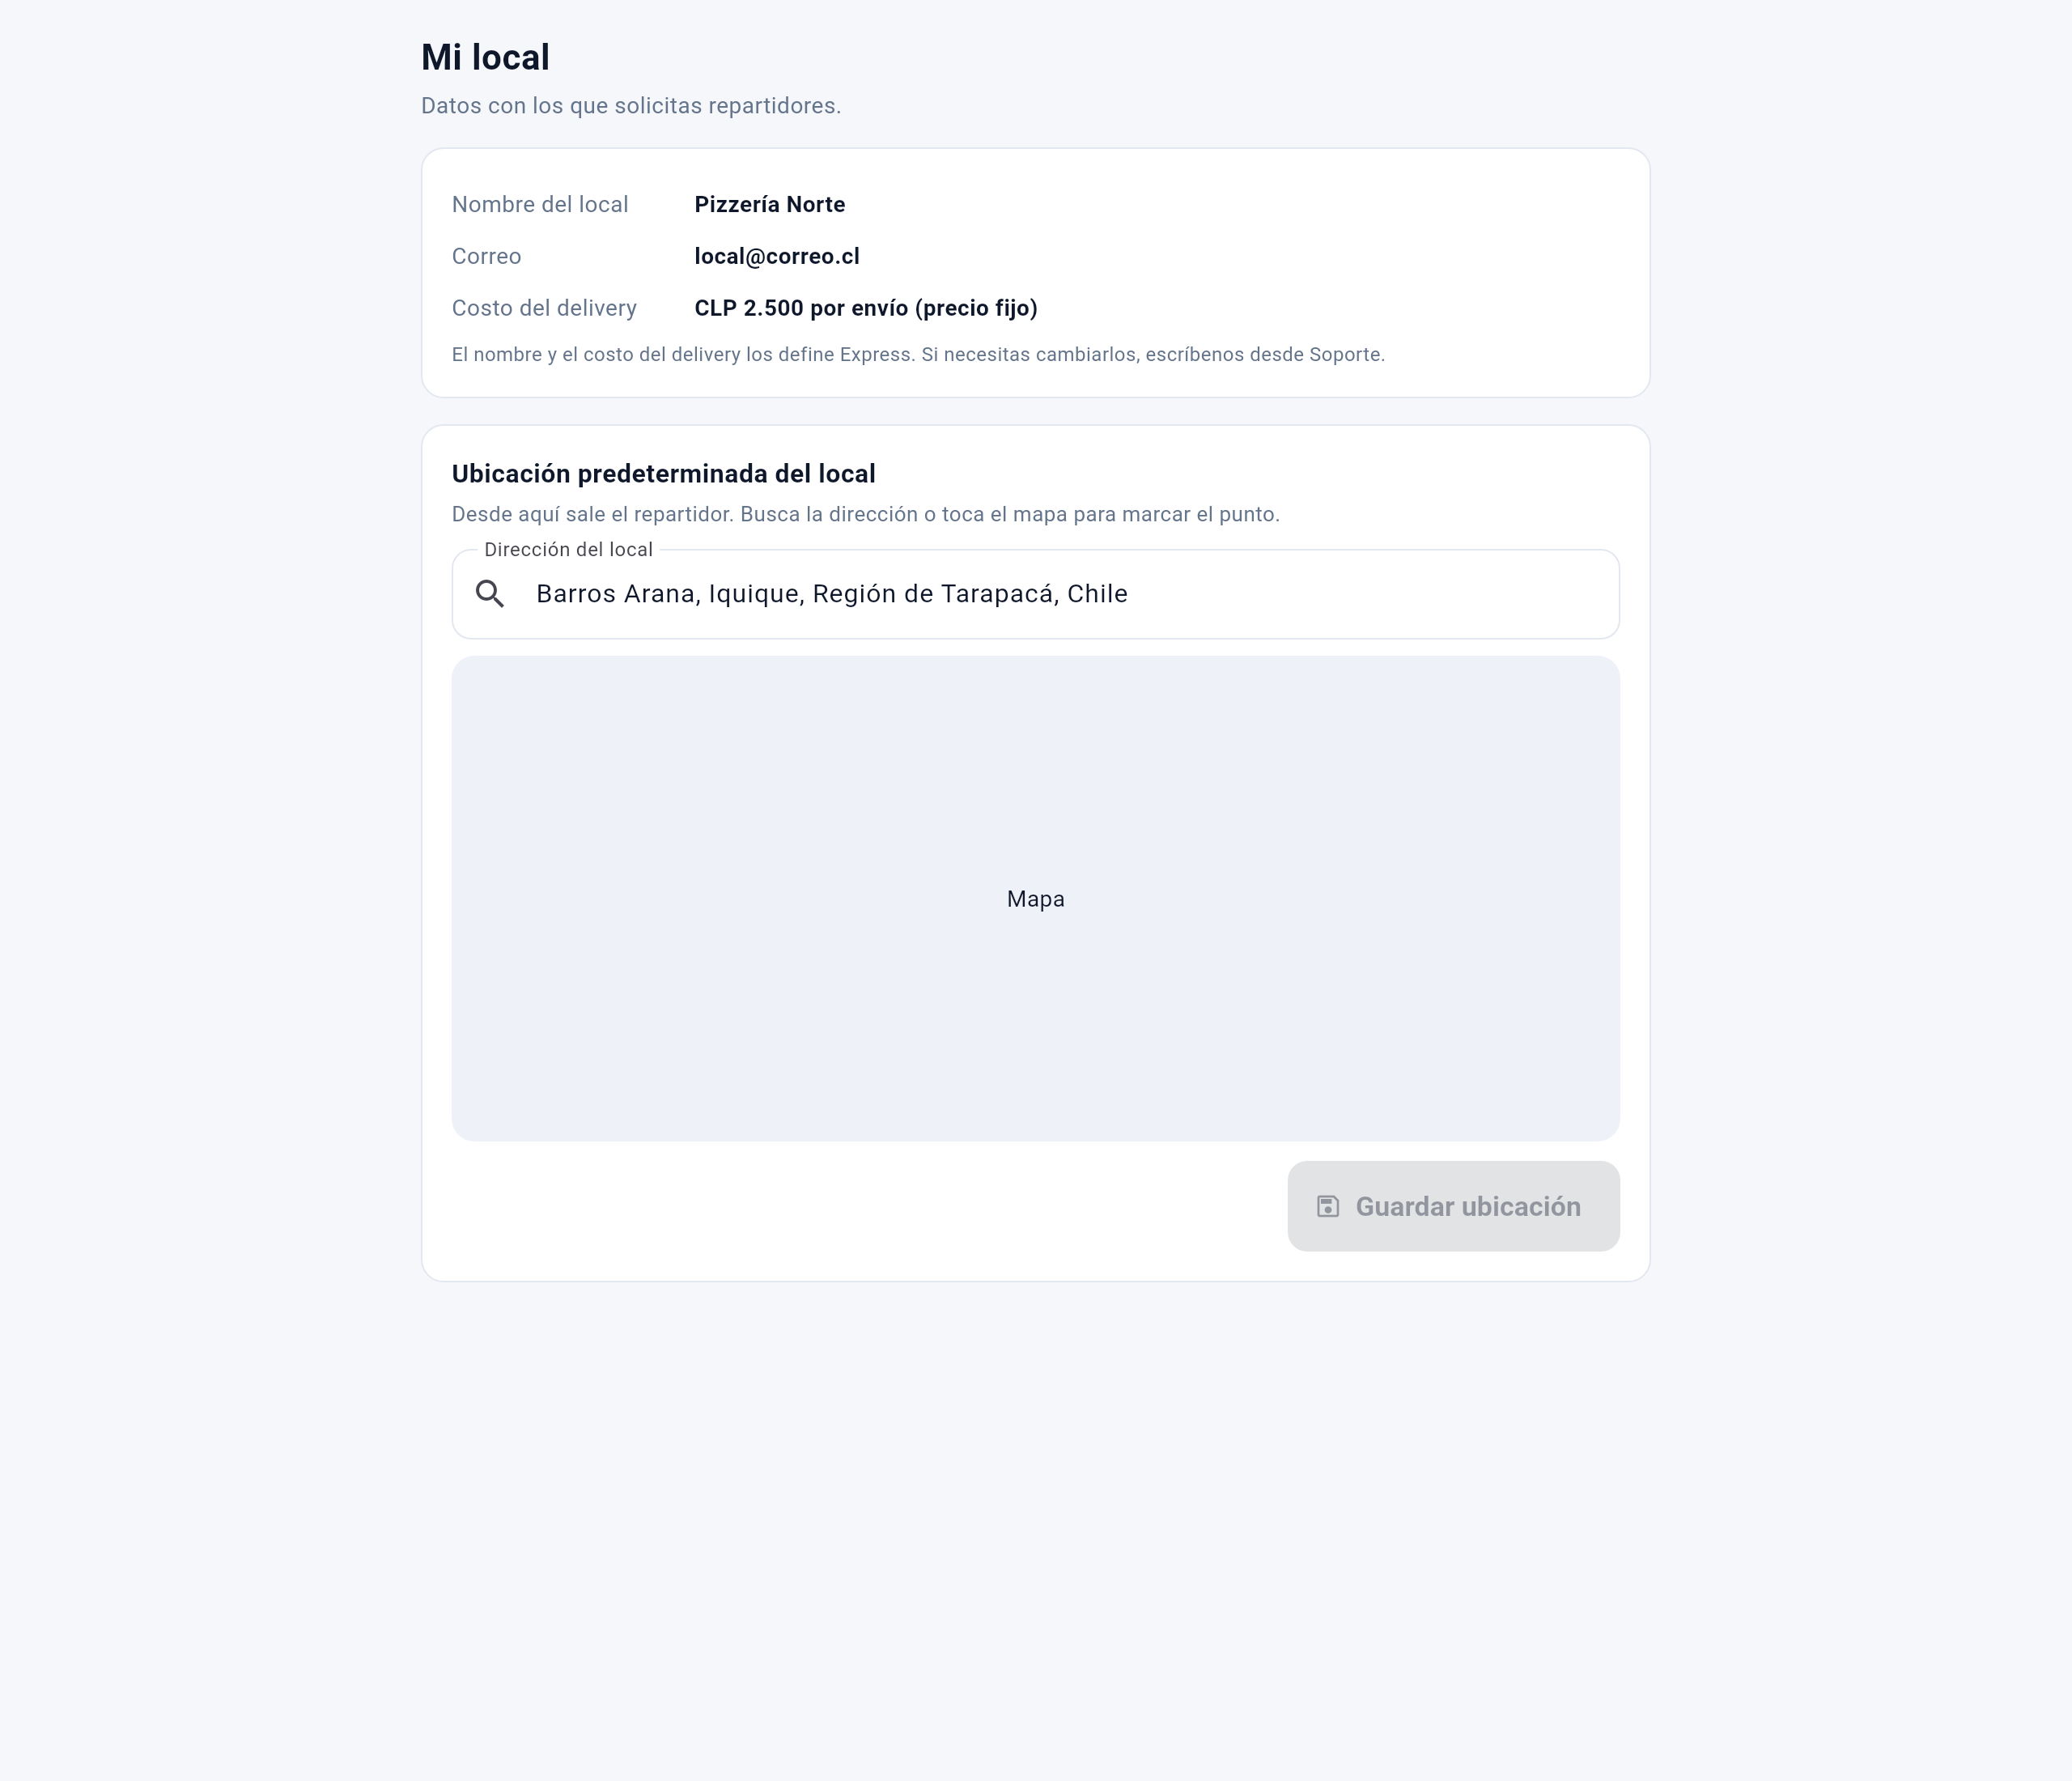 Mi local
Datos con los que solicitas repartidores.
Nombre del local Pizzería Norte
Correo local@correo.cl
Costo del delivery CLP 2.500 por envío (precio fijo)
El nombre y el costo del delivery los define Express. Si necesitas cambiarlos, escríbenos desde Soporte.
Ubicación predeterminada del local
Desde aquí sale el repartidor. Busca la dirección o toca el mapa para marcar el punto.
Dirección del local
Barros Arana, Iquique, Región de Tarapacá, Chile
Mapa
Guardar ubicación